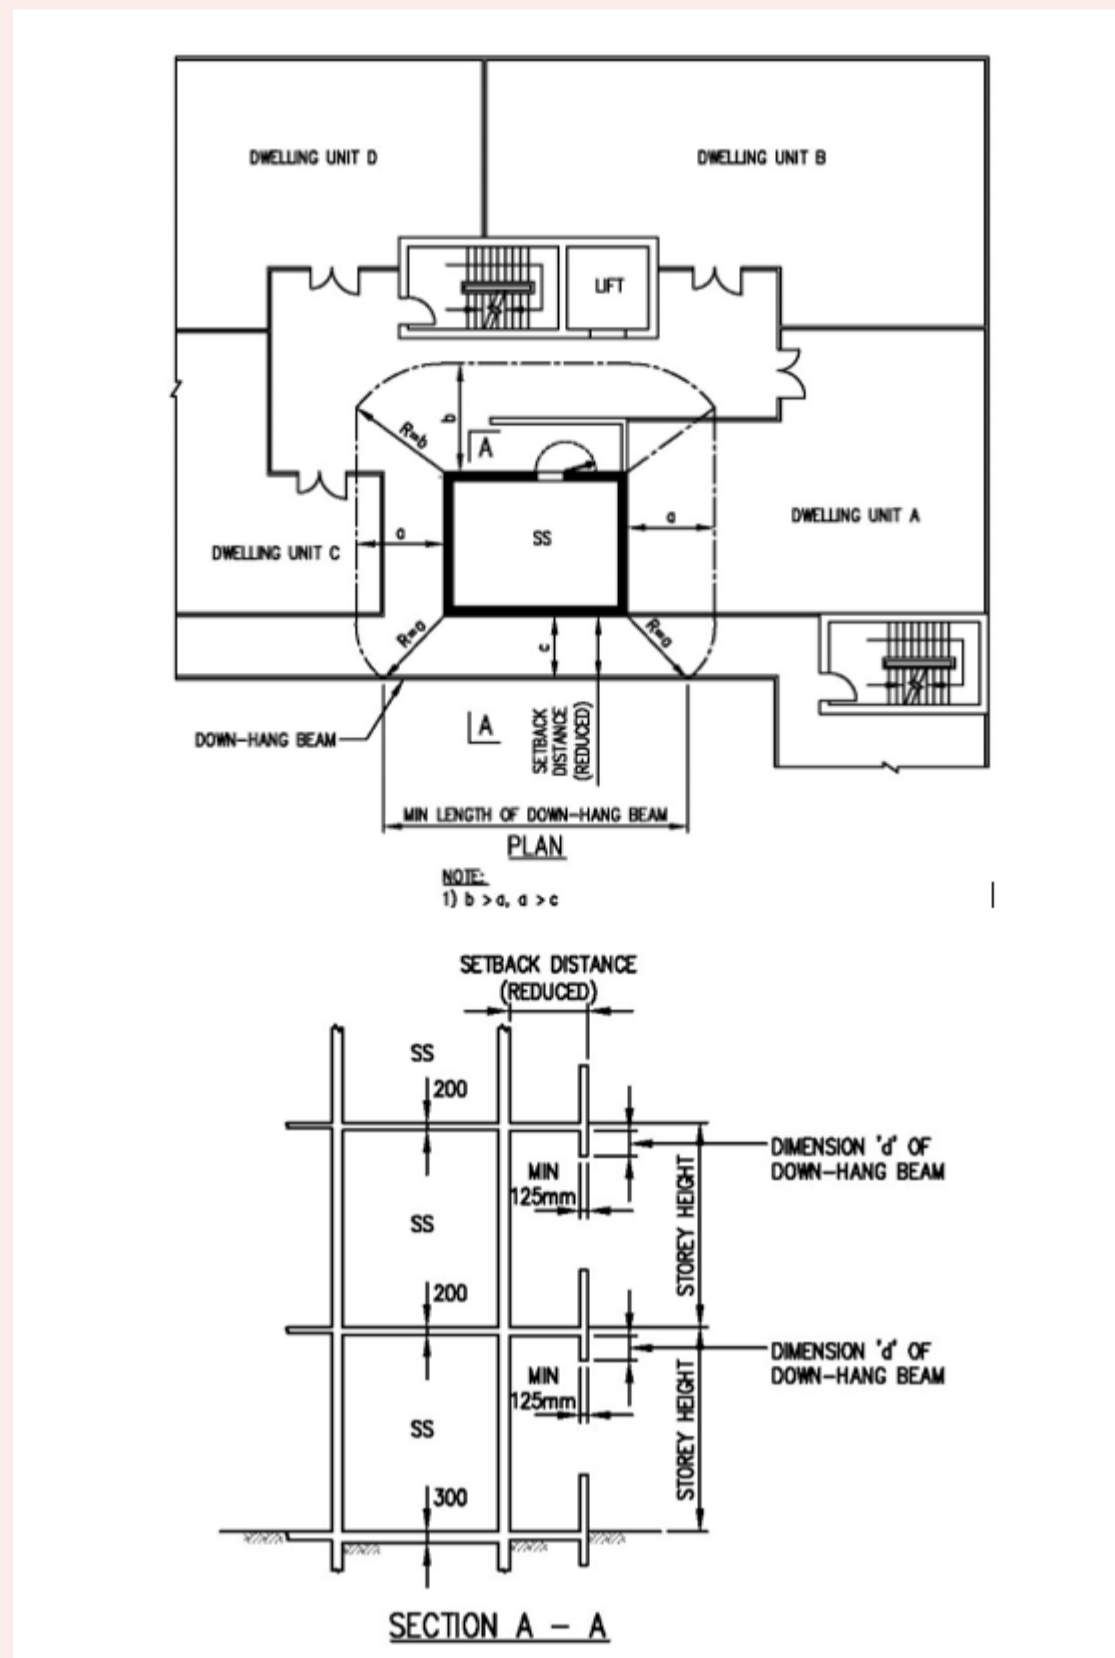 DWELLING UNIT D
DWELLING UNIT B
LIFT
b
R=b
A
a
a
SS
DWELLING UNIT A
DWELLING UNIT C
R=a
c
R=a
A
SETBACK
DISTANCE
(REDUCED)
DOWN-HANG BEAM
MIN LENGTH OF DOWN-HANG BEAM
PLAN
NOTE:
1) b > a, a > c
SETBACK DISTANCE
(REDUCED)
SS
200
DIMENSION 'd' OF
DOWN-HANG BEAM
MIN
125mm
SS
STOREY HEIGHT
200
DIMENSION 'd' OF
DOWN-HANG BEAM
MIN
125mm
SS
STOREY HEIGHT
300
SECTION A - A